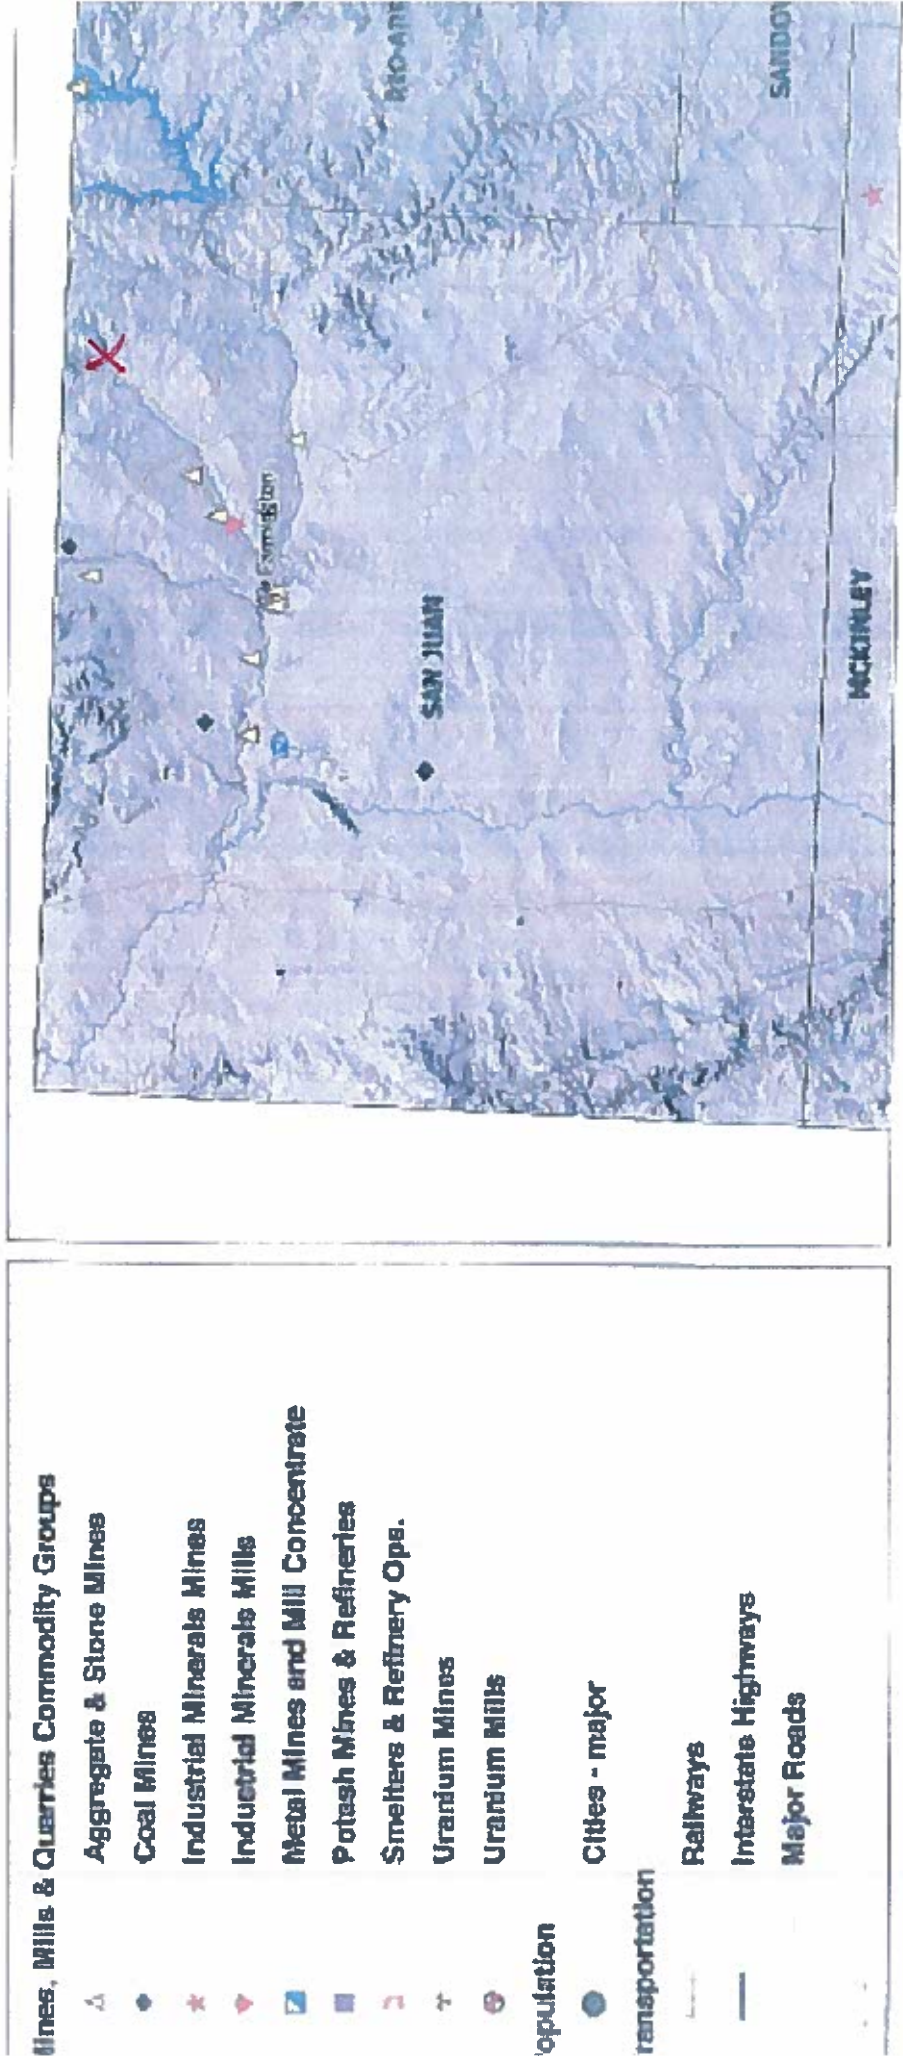 Mines, Mills & Quarries Commodity Groups
Aggregate & Stone Mines
Coal Mines
Industrial Minerals Mines
Industrial Minerals Mills
Metal Mines and Mill Concentrate
Potash Mines & Refineries
Smelters & Refinery Ops.
Uranium Mines
Uranium Mills
opulation
Cities - major
ransportation
Railways
Interstate Highways
Major Roads
Farmington
SAN JUAN
RIO ARR
SANDOV
MCKINLEY